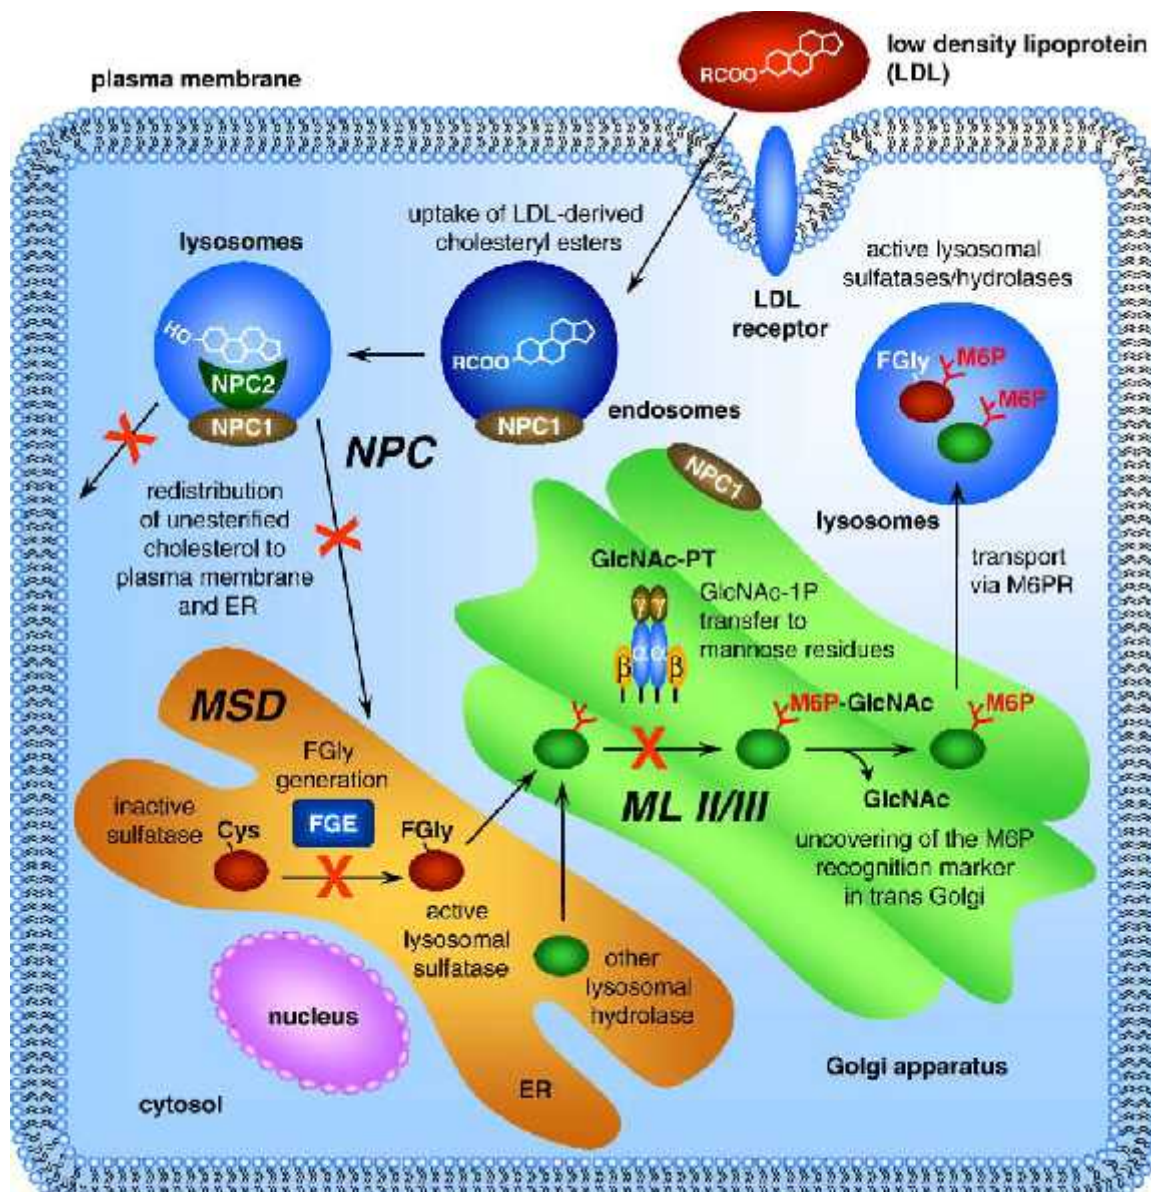 low density lipoprotein
(LDL)
plasma membrane
RCOO
uptake of LDL-derived
cholesteryl esters
lysosomes
active lysosomal
sulfatases/hydrolases
LDL
receptor
HO
NPC2
NPC1
RCOO
NPC1
endosomes
FGly
M6P
M6P
NPC
NPC1
lysosomes
redistribution
of unesterified
cholesterol to
plasma membrane
and ER
GlcNAc-PT
GlcNAc-1P
transfer to
mannose residues
γ γ
β α α β
transport
via M6PR
MSD
FGly
generation
M6P-GlcNAc
M6P
inactive
sulfatase
Cys
FGE
FGly
ML II/III
GlcNAc
uncovering of the M6P
recognition marker
in trans Golgi
active
lysosomal
sulfatase
other
lysosomal
hydrolase
nucleus
ER
Golgi apparatus
cytosol